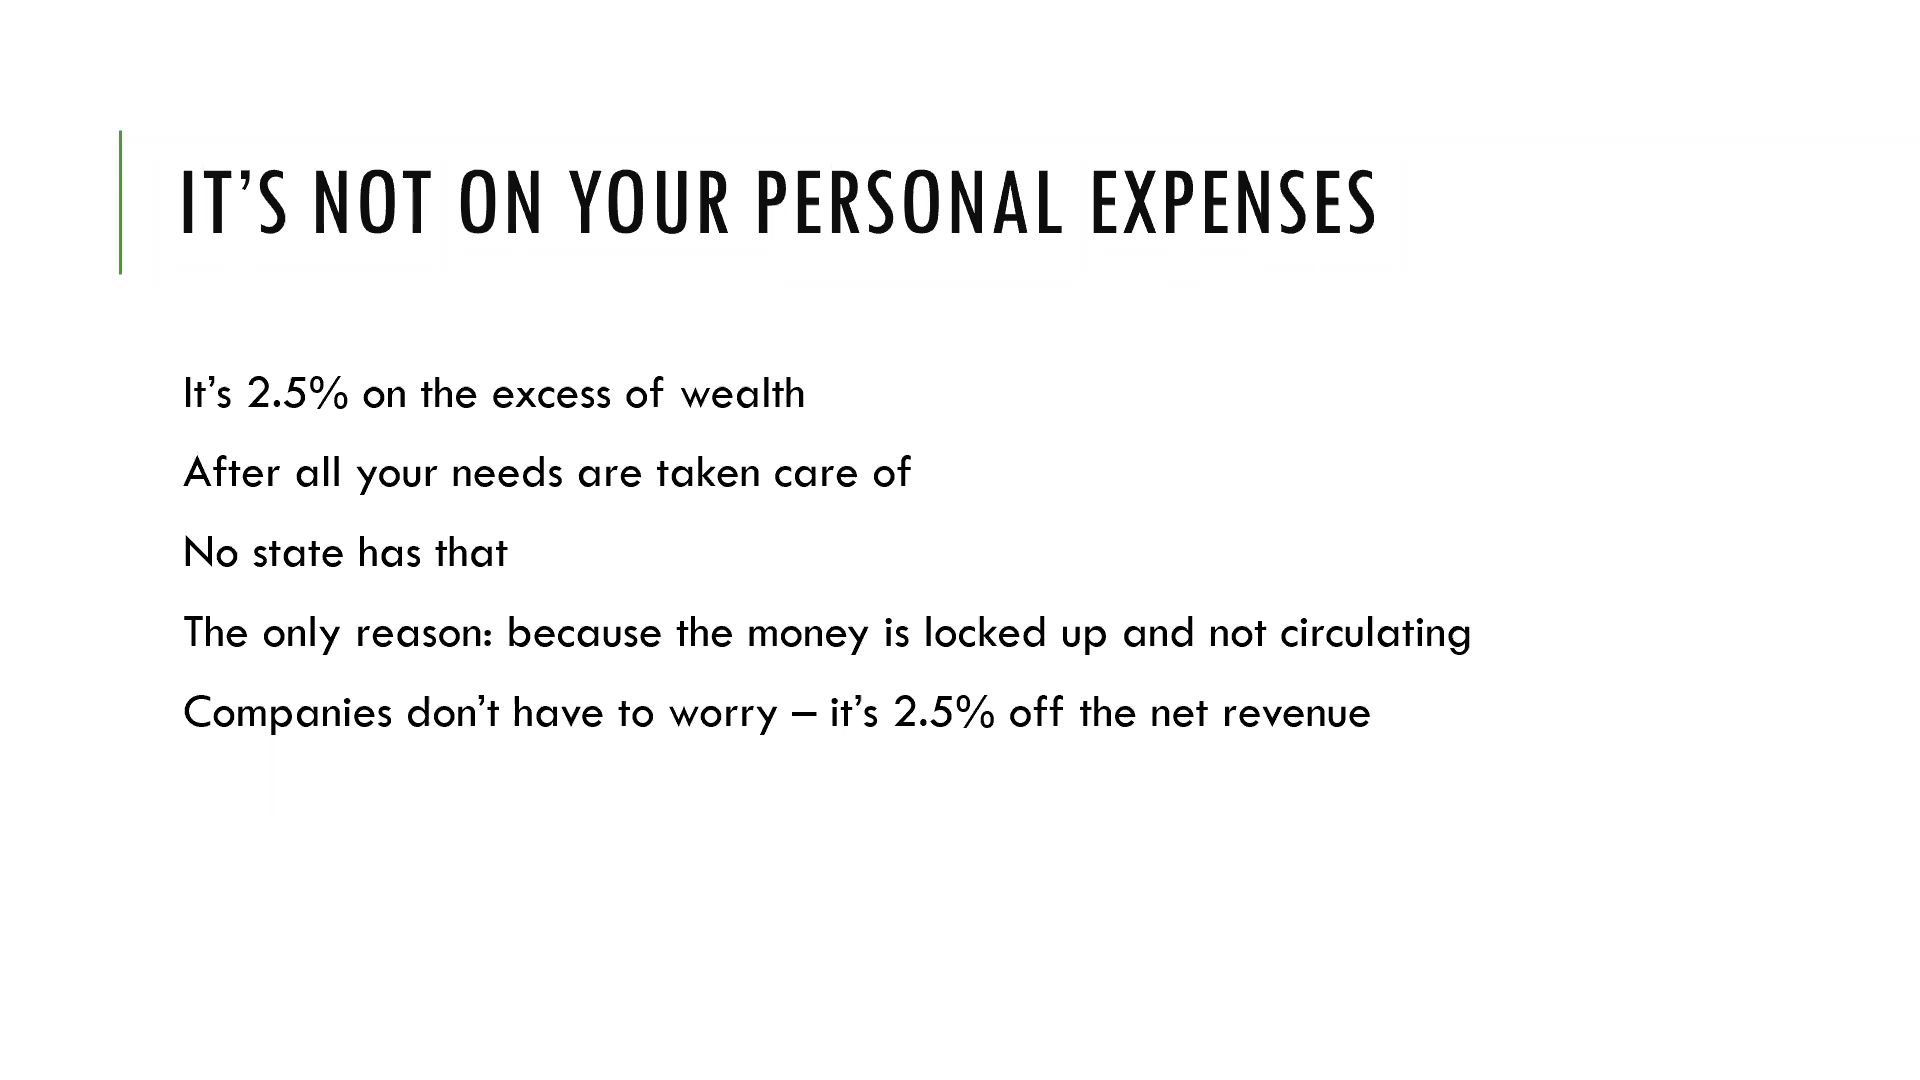 IT’S NOT ON YOUR PERSONAL EXPENSES
It’s 2.5% on the excess of wealth
After all your needs are taken care of
No state has that
The only reason: because the money is locked up and not circulating
Companies don’t have to worry – it’s 2.5% off the net revenue